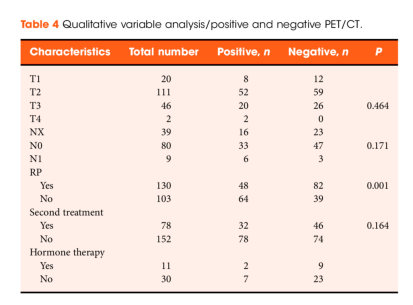 Table 4 Qualitative variable analysis/positive and negative PET/CT.
Characteristics Total number Positive, n Negative, n P
T1 20 8 12
T2 111 52 59
T3 46 20 26 0.464
T4 2 2 0
NX 39 16 23
N0 80 33 47 0.171
N1 9 6 3
RP
Yes 130 48 82 0.001
No 103 64 39
Second treatment
Yes 78 32 46 0.164
No 152 78 74
Hormone therapy
Yes 11 2 9
No 30 7 23